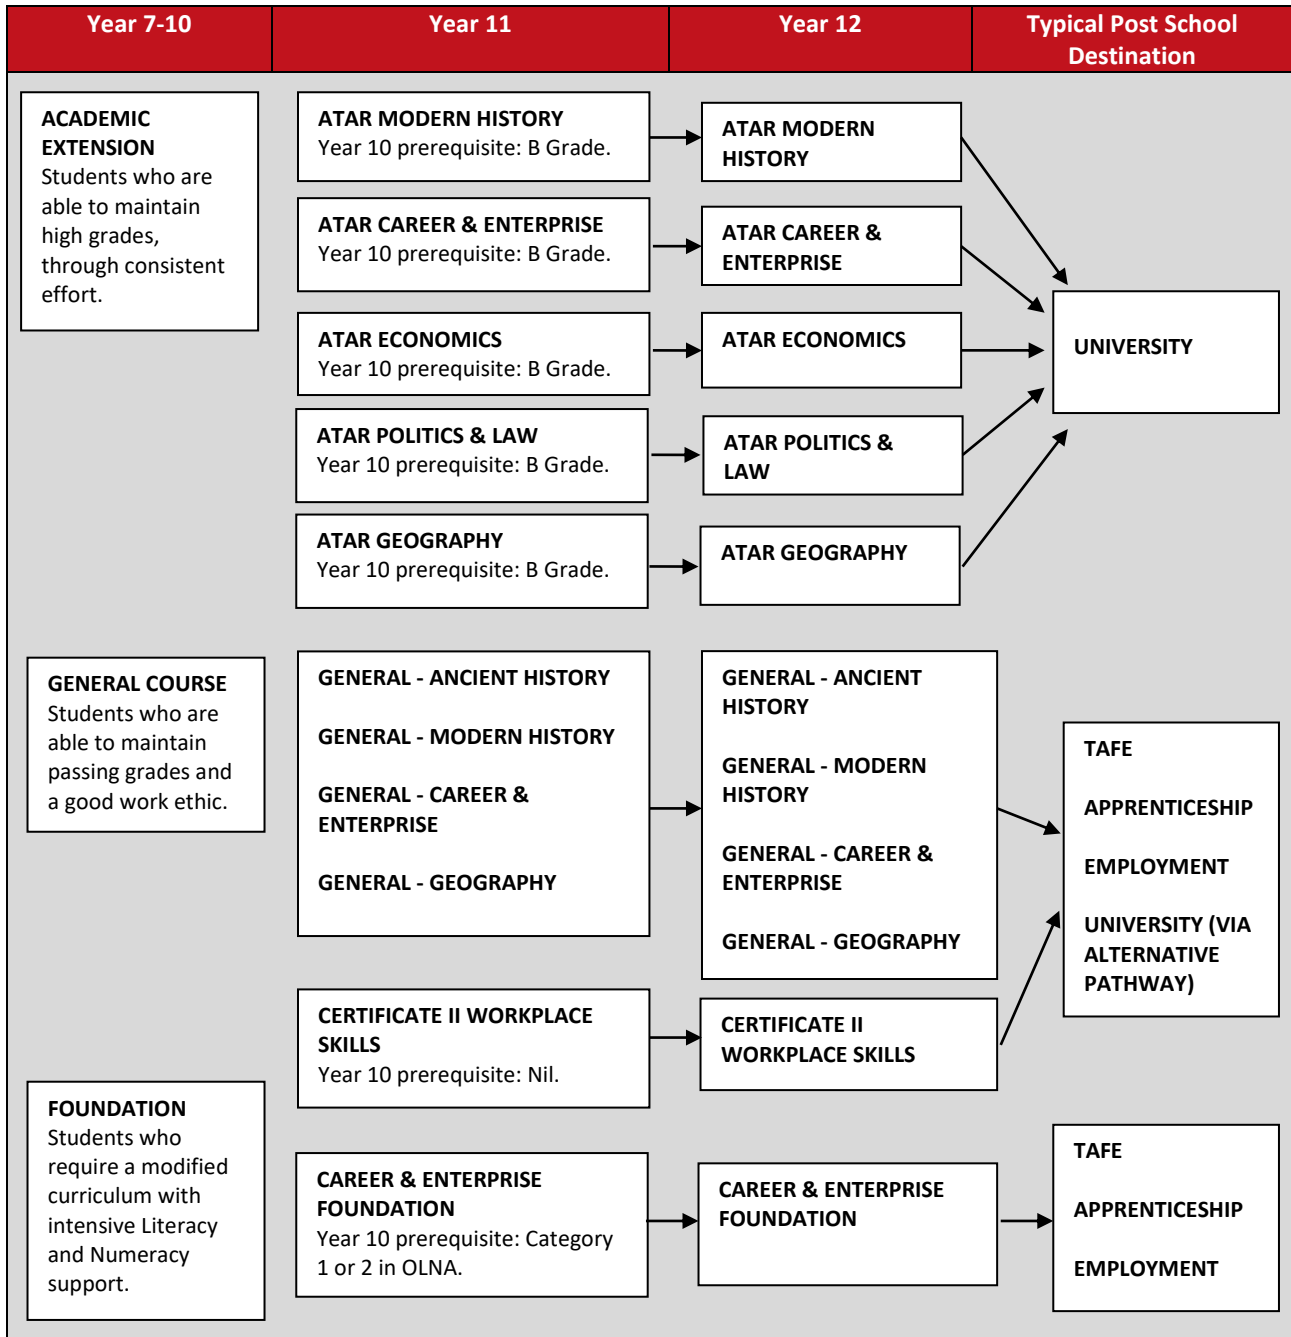 Year 7-10
Year 11
Year 12
Typical Post School
Destination
ACADEMIC
EXTENSION
Students who are
able to maintain
high grades,
through consistent
effort.
ATAR MODERN HISTORY
Year 10 prerequisite: B Grade.
ATAR MODERN
HISTORY
ATAR CAREER & ENTERPRISE
Year 10 prerequisite: B Grade.
ATAR CAREER &
ENTERPRISE
ATAR ECONOMICS
Year 10 prerequisite: B Grade.
ATAR ECONOMICS
UNIVERSITY
ATAR POLITICS & LAW
Year 10 prerequisite: B Grade.
ATAR POLITICS &
LAW
ATAR GEOGRAPHY
Year 10 prerequisite: B Grade.
ATAR GEOGRAPHY
GENERAL COURSE
Students who are
able to maintain
passing grades and
a good work ethic.
GENERAL - ANCIENT HISTORY
GENERAL - MODERN HISTORY
GENERAL - CAREER &
ENTERPRISE
GENERAL - GEOGRAPHY
GENERAL - ANCIENT
HISTORY
GENERAL - MODERN
HISTORY
GENERAL - CAREER &
ENTERPRISE
GENERAL - GEOGRAPHY
TAFE
APPRENTICESHIP
EMPLOYMENT
UNIVERSITY (VIA
ALTERNATIVE
PATHWAY)
CERTIFICATE II WORKPLACE
SKILLS
Year 10 prerequisite: Nil.
CERTIFICATE II
WORKPLACE SKILLS
FOUNDATION
Students who
require a modified
curriculum with
intensive Literacy
and Numeracy
support.
CAREER & ENTERPRISE
FOUNDATION
Year 10 prerequisite: Category
1 or 2 in OLNA.
CAREER & ENTERPRISE
FOUNDATION
TAFE
APPRENTICESHIP
EMPLOYMENT